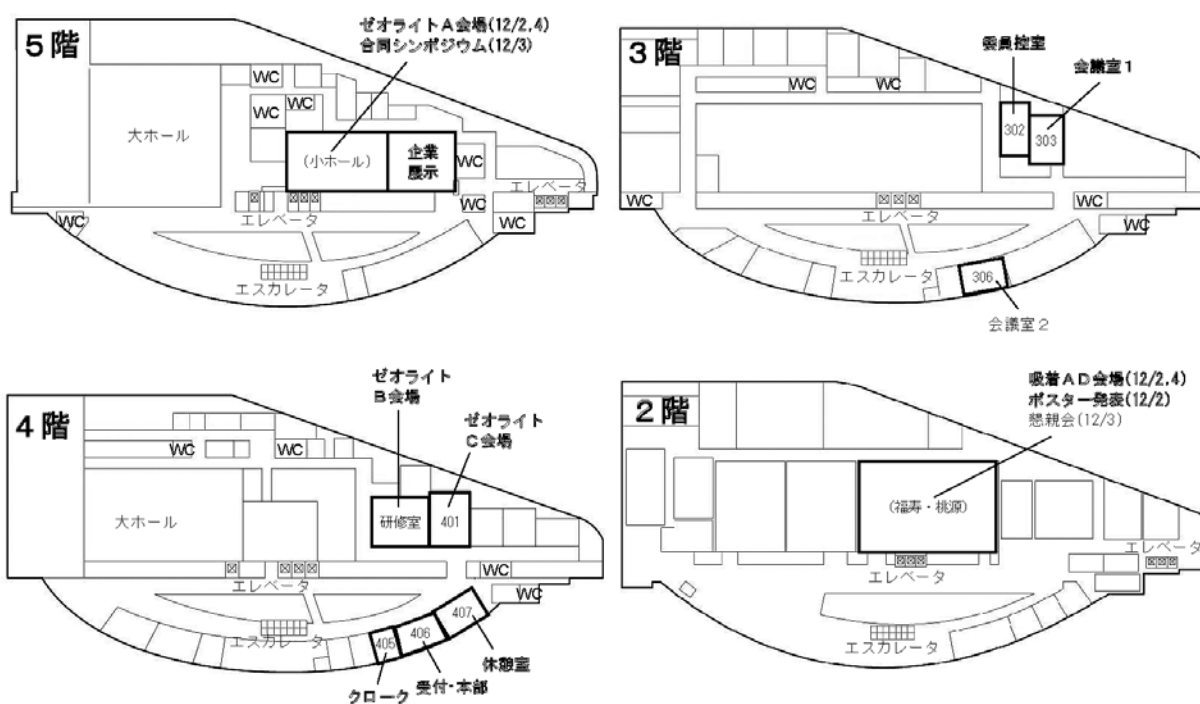 5階
ゼオライトA会場(12/2,4)
合同シンポジウム(12/3)
WC
WC
WC
大ホール
(小ホール)
企業
展示
WC
エレベータ
WC
エレベータ
WC
WC
エスカレータ
3階
委員控室
会議室1
WC
WC
302
303
WC
エレベータ
WC
WC
エスカレータ
306
会議室2
4階
ゼオライト
B会場
ゼオライト
C会場
WC
WC
大ホール
研修室
401
エレベータ
WC
WC
エスカレータ
405
406
407
クローク
受付・本部
休憩室
2階
吸着AD会場(12/2,4)
ポスター発表(12/2)
懇親会(12/3)
(福寿・桃源)
エレベータ
エレベータ
エスカレータ